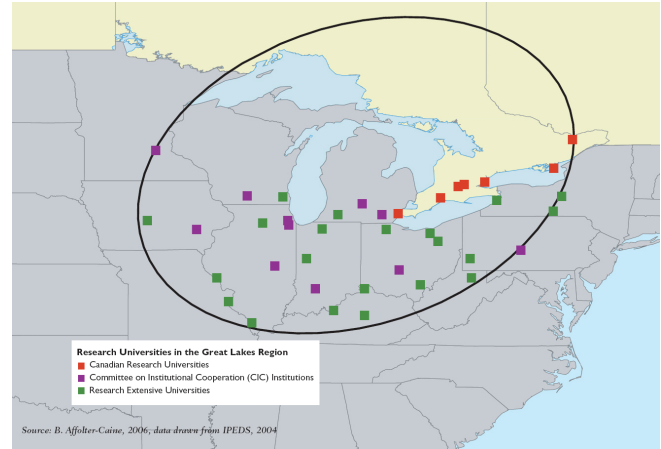 Research Universities in the Great Lakes Region
Canadian Research Universities
Committee on Institutional Cooperation (CIC) Institutions
Research Extensive Universities
Source: B. Affolter-Caine, 2006; data drawn from IPEDS, 2004